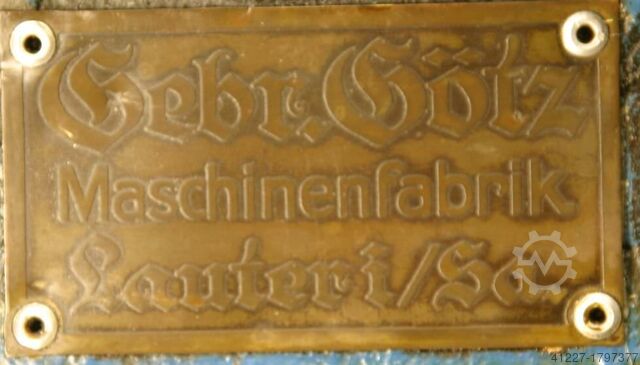 Gebr. Götz
Maschinenfabrik
Lauter i/Sa.
41227-1797377